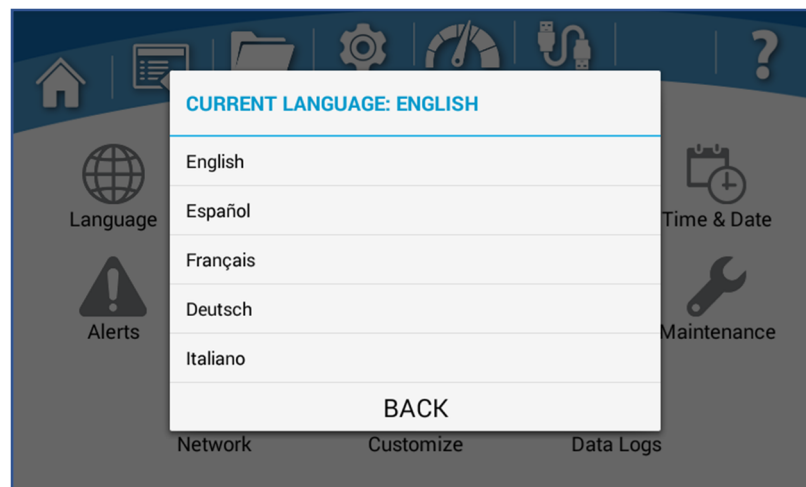 CURRENT LANGUAGE: ENGLISH
English
Español
Français
Deutsch
Italiano
BACK
Language
Time & Date
Alerts
Maintenance
Network
Customize
Data Logs
?